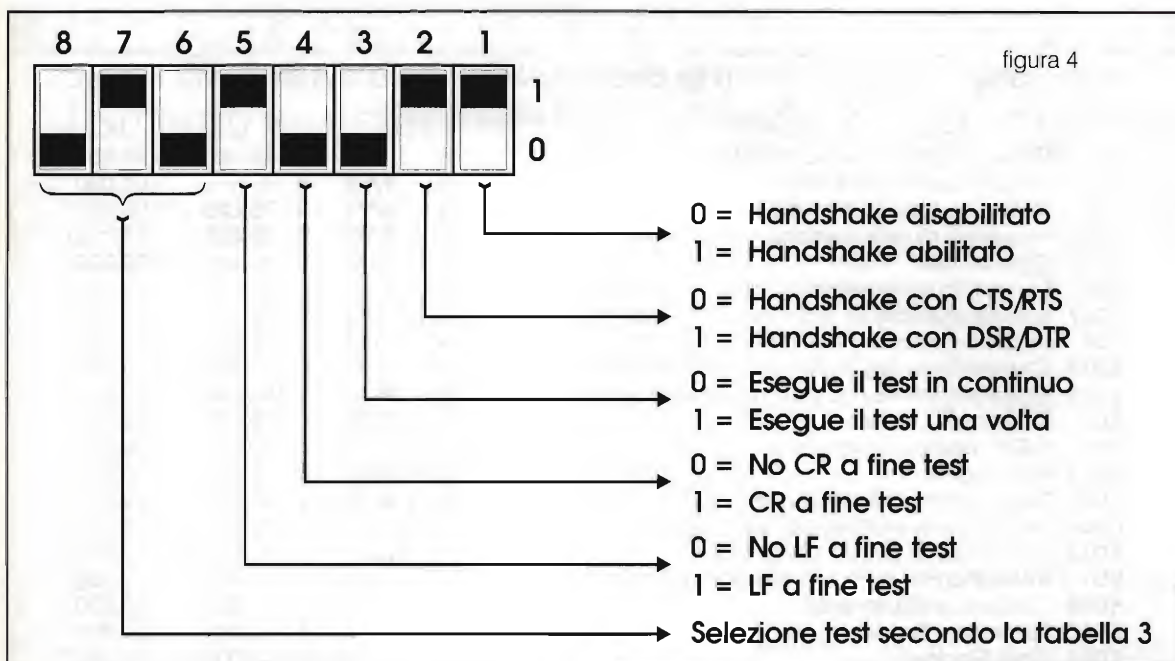 8 7 6 5 4 3 2 1
figura 4
1
0
0 = Handshake disabilitato
1 = Handshake abilitato
0 = Handshake con CTS/RTS
1 = Handshake con DSR/DTR
0 = Esegue il test in continuo
1 = Esegue il test una volta
0 = No CR a fine test
1 = CR a fine test
0 = No LF a fine test
1 = LF a fine test
Selezione test secondo la tabella 3